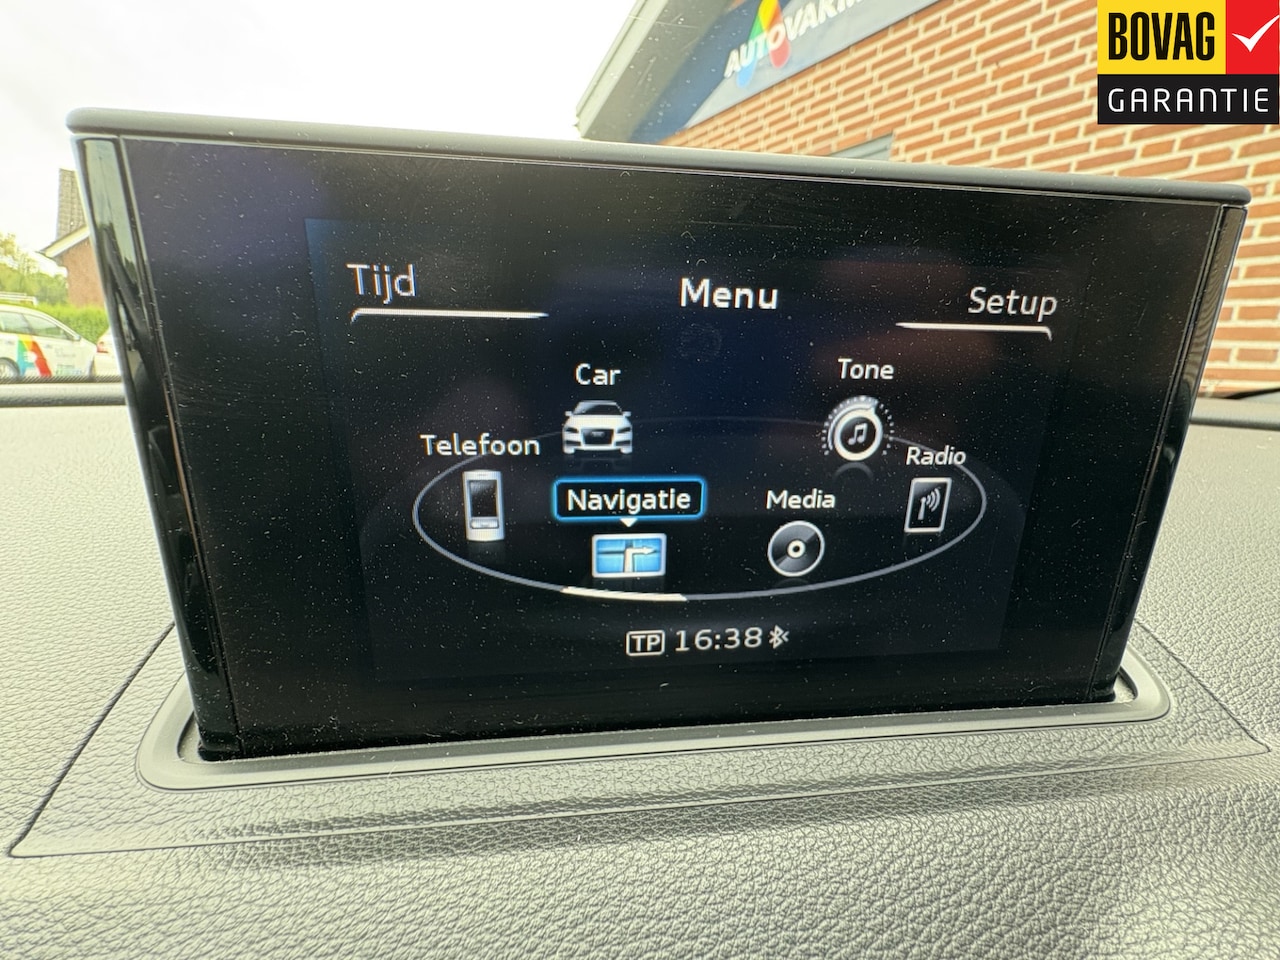 BOVAG
GARANTIE
Tijd
Menu
Setup
Car
Tone
Telefoon
Radio
Navigatie
Media
TP 16:38